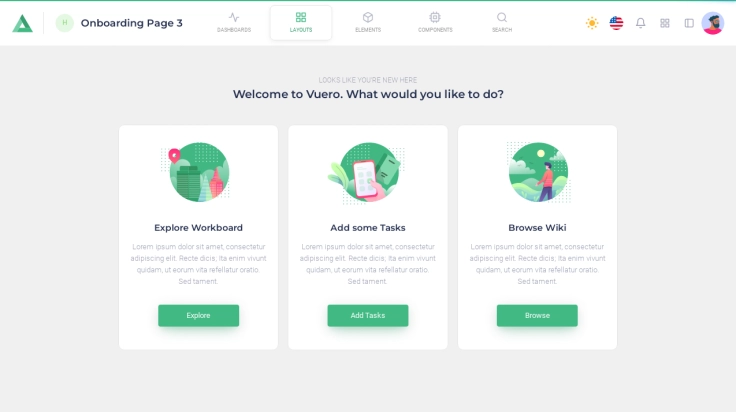 H
Onboarding Page 3
DASHBOARDS
LAYOUTS
ELEMENTS
COMPONENTS
SEARCH
LOOKS LIKE YOU'RE NEW HERE
Welcome to Vuero. What would you like to do?
Explore Workboard
Lorem ipsum dolor sit amet, consectetur
adipiscing elit. Recte dicis; Ita enim vivunt
quidam, ut eorum vita refellatur oratio.
Sed tament.
Explore
Add some Tasks
Lorem ipsum dolor sit amet, consectetur
adipiscing elit. Recte dicis; Ita enim vivunt
quidam, ut eorum vita refellatur oratio.
Sed tament.
Add Tasks
Browse Wiki
Lorem ipsum dolor sit amet, consectetur
adipiscing elit. Recte dicis; Ita enim vivunt
quidam, ut eorum vita refellatur oratio.
Sed tament.
Browse